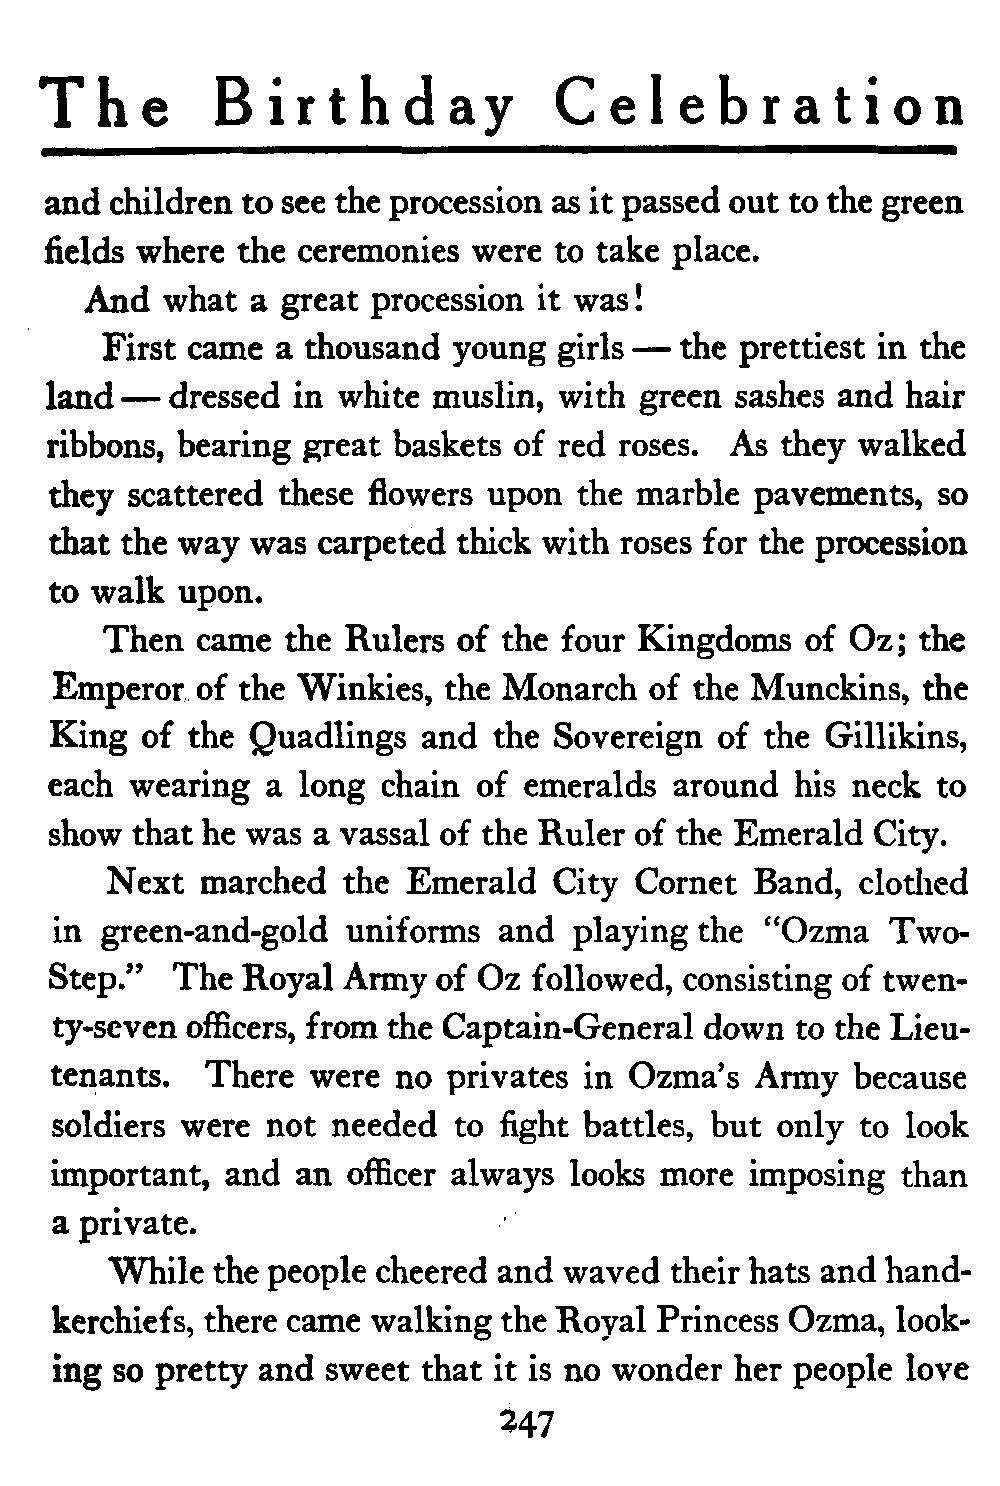 The Birthday Celebration
and children to see the procession as it passed out to the green
fields where the ceremonies were to take place.
And what a great procession it was!
First came a thousand young girls — the prettiest in the
land — dressed in white muslin, with green sashes and hair
ribbons, bearing great baskets of red roses. As they walked
they scattered these flowers upon the marble pavements, so
that the way was carpeted thick with roses for the procession
to walk upon.
Then came the Rulers of the four Kingdoms of Oz; the
Emperor of the Winkies, the Monarch of the Munckins, the
King of the Quadlings and the Sovereign of the Gillikins,
each wearing a long chain of emeralds around his neck to
show that he was a vassal of the Ruler of the Emerald City.
Next marched the Emerald City Cornet Band, clothed
in green-and-gold uniforms and playing the “Ozma Two-
Step.” The Royal Army of Oz followed, consisting of twen-
ty-seven officers, from the Captain-General down to the Lieu-
tenants. There were no privates in Ozma’s Army because
soldiers were not needed to fight battles, but only to look
important, and an officer always looks more imposing than
a private.
While the people cheered and waved their hats and hand-
kerchiefs, there came walking the Royal Princess Ozma, look-
ing so pretty and sweet that it is no wonder her people love
247